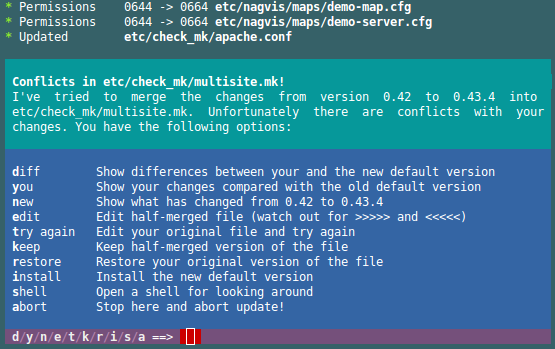 * Permissions    0644 -> 0664 etc/nagvis/maps/demo-map.cfg
* Permissions    0644 -> 0664 etc/nagvis/maps/demo-server.cfg
* Updated        etc/check_mk/apache.conf
Conflicts in etc/check_mk/multisite.mk!
I've tried to merge the changes from version 0.42 to 0.43.4 into
etc/check_mk/multisite.mk. Unfortunately there are conflicts with your
changes. You have the following options:
diff        Show differences between your and the new default version
you         Show your changes compared with the old default version
new         Show what has changed from 0.42 to 0.43.4
edit        Edit half-merged file (watch out for >>>>> and <<<<<)
try again   Edit your original file and try again
keep        Keep half-merged version of the file
restore     Restore your original version of the file
install     Install the new default version
shell       Open a shell for looking around
abort       Stop here and abort update!
d/y/n/e/t/k/r/i/s/a ==>